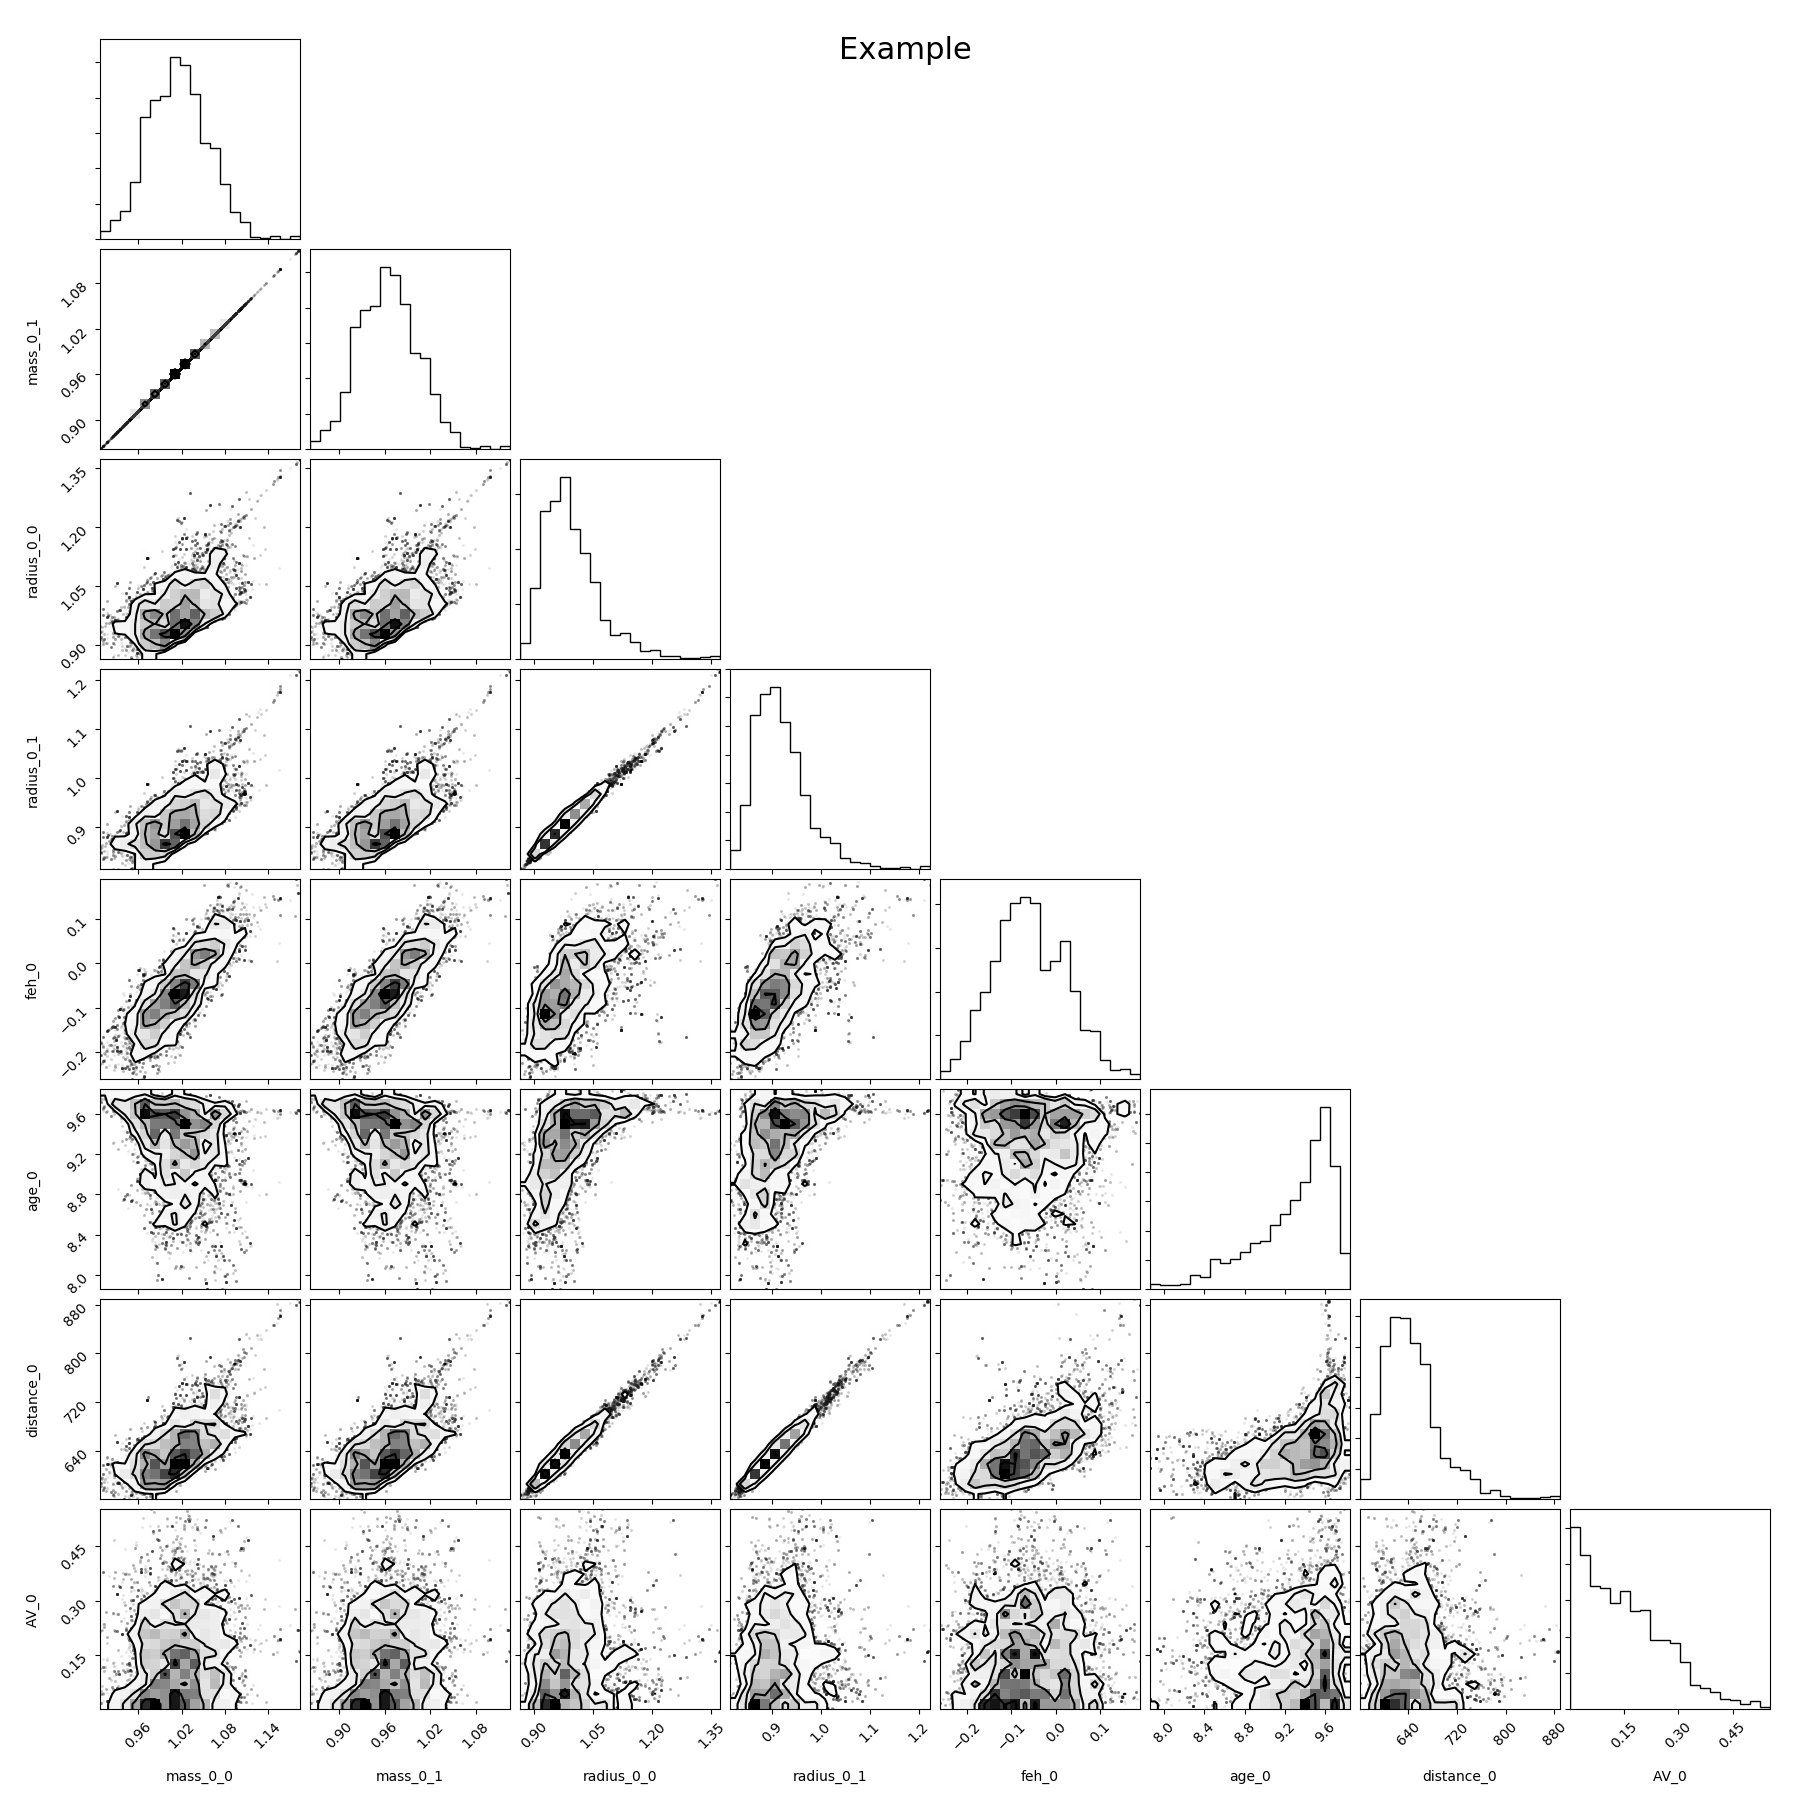 Example
mass_0_1
1.08
1.02
0.96
0.90
radius_0_0
1.35
1.20
1.05
0.90
radius_0_1
1.2
1.1
1.0
0.9
feh_0
0.1
0.0
−0.1
−0.2
age_0
9.6
9.2
8.8
8.4
8.0
distance_0
880
800
720
640
AV_0
0.45
0.30
0.15
0.96 1.02 1.08 1.14 0.90 0.96 1.02 1.08 0.90 1.05 1.20 1.35 0.9 1.0 1.1 1.2 −0.2 −0.1 0.0 0.1 8.0 8.4 8.8 9.2 9.6 640 720 800 880 0.15 0.30 0.45
mass_0_0 mass_0_1 radius_0_0 radius_0_1 feh_0 age_0 distance_0 AV_0